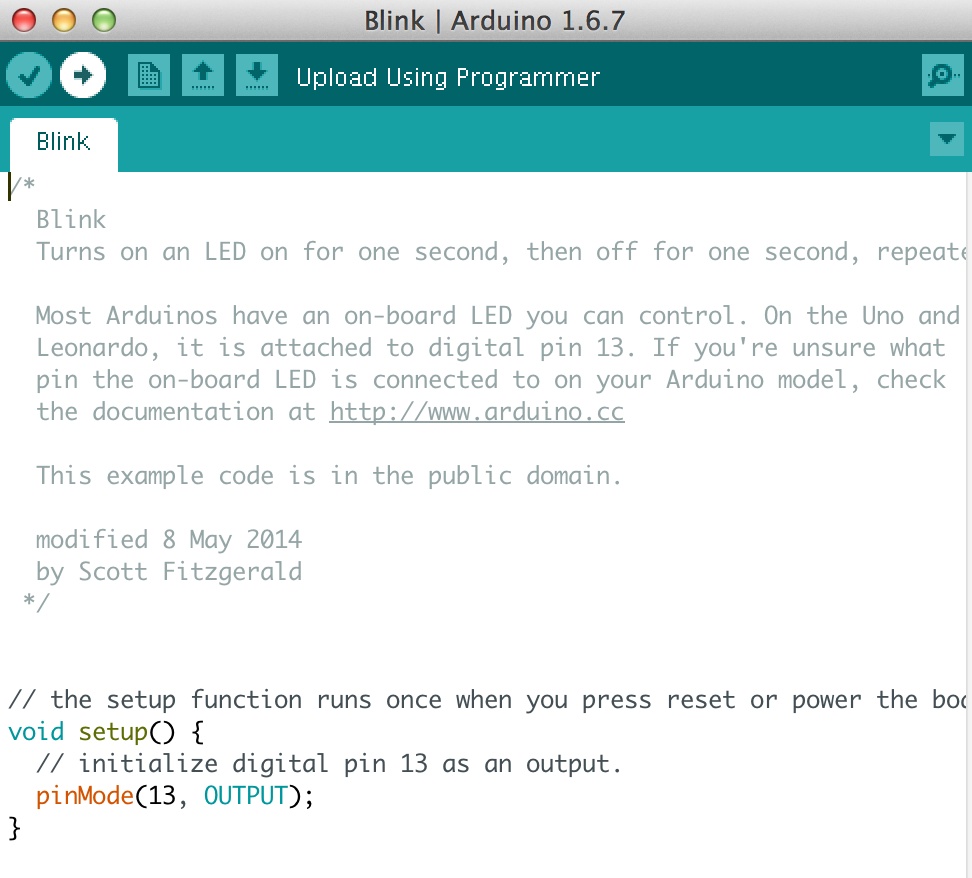 Blink | Arduino 1.6.7
Upload Using Programmer
Blink
/*
Blink
Turns on an LED on for one second, then off for one second,
Most Arduinos have an on-board LED you can control. On the Uno and
Leonardo, it is attached to digital pin 13. If you're unsure what
pin the on-board LED is connected to on your Arduino model, check
the documentation at http://www.arduino.cc
This example code is in the public domain.
modified 8 May 2014
by Scott Fitzgerald
*/
// the setup function runs once when you press reset or power the
void setup() {
// initialize digital pin 13 as an output.
pinMode(13, OUTPUT);
}